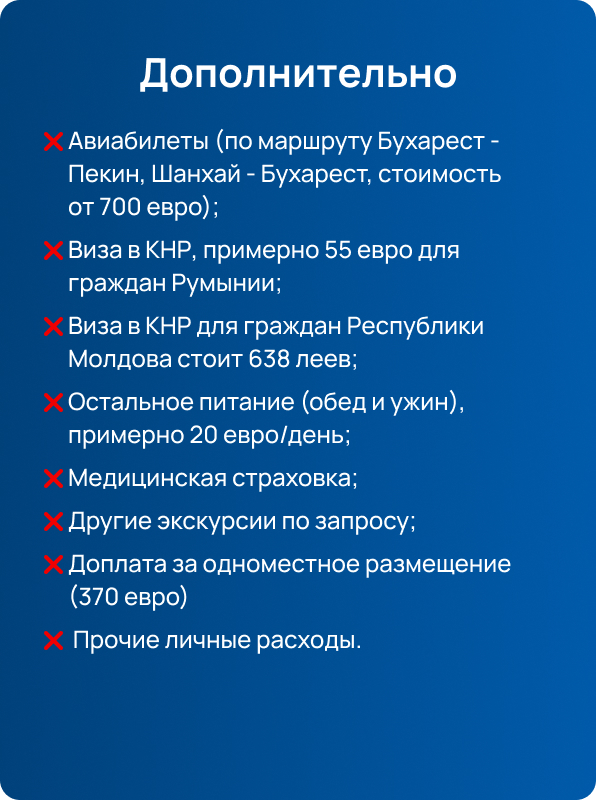 Дополнительно
Авиабилеты (по маршруту Бухарест -
Пекин, Шанхай - Бухарест, стоимость
от 700 евро);
Виза в КНР, примерно 55 евро для
граждан Румынии;
Виза в КНР для граждан Республики
Молдова стоит 638 леев;
Остальное питание (обед и ужин),
примерно 20 евро/день;
Медицинская страховка;
Другие экскурсии по запросу;
Доплата за одноместное размещение
(370 евро)
Прочие личные расходы.